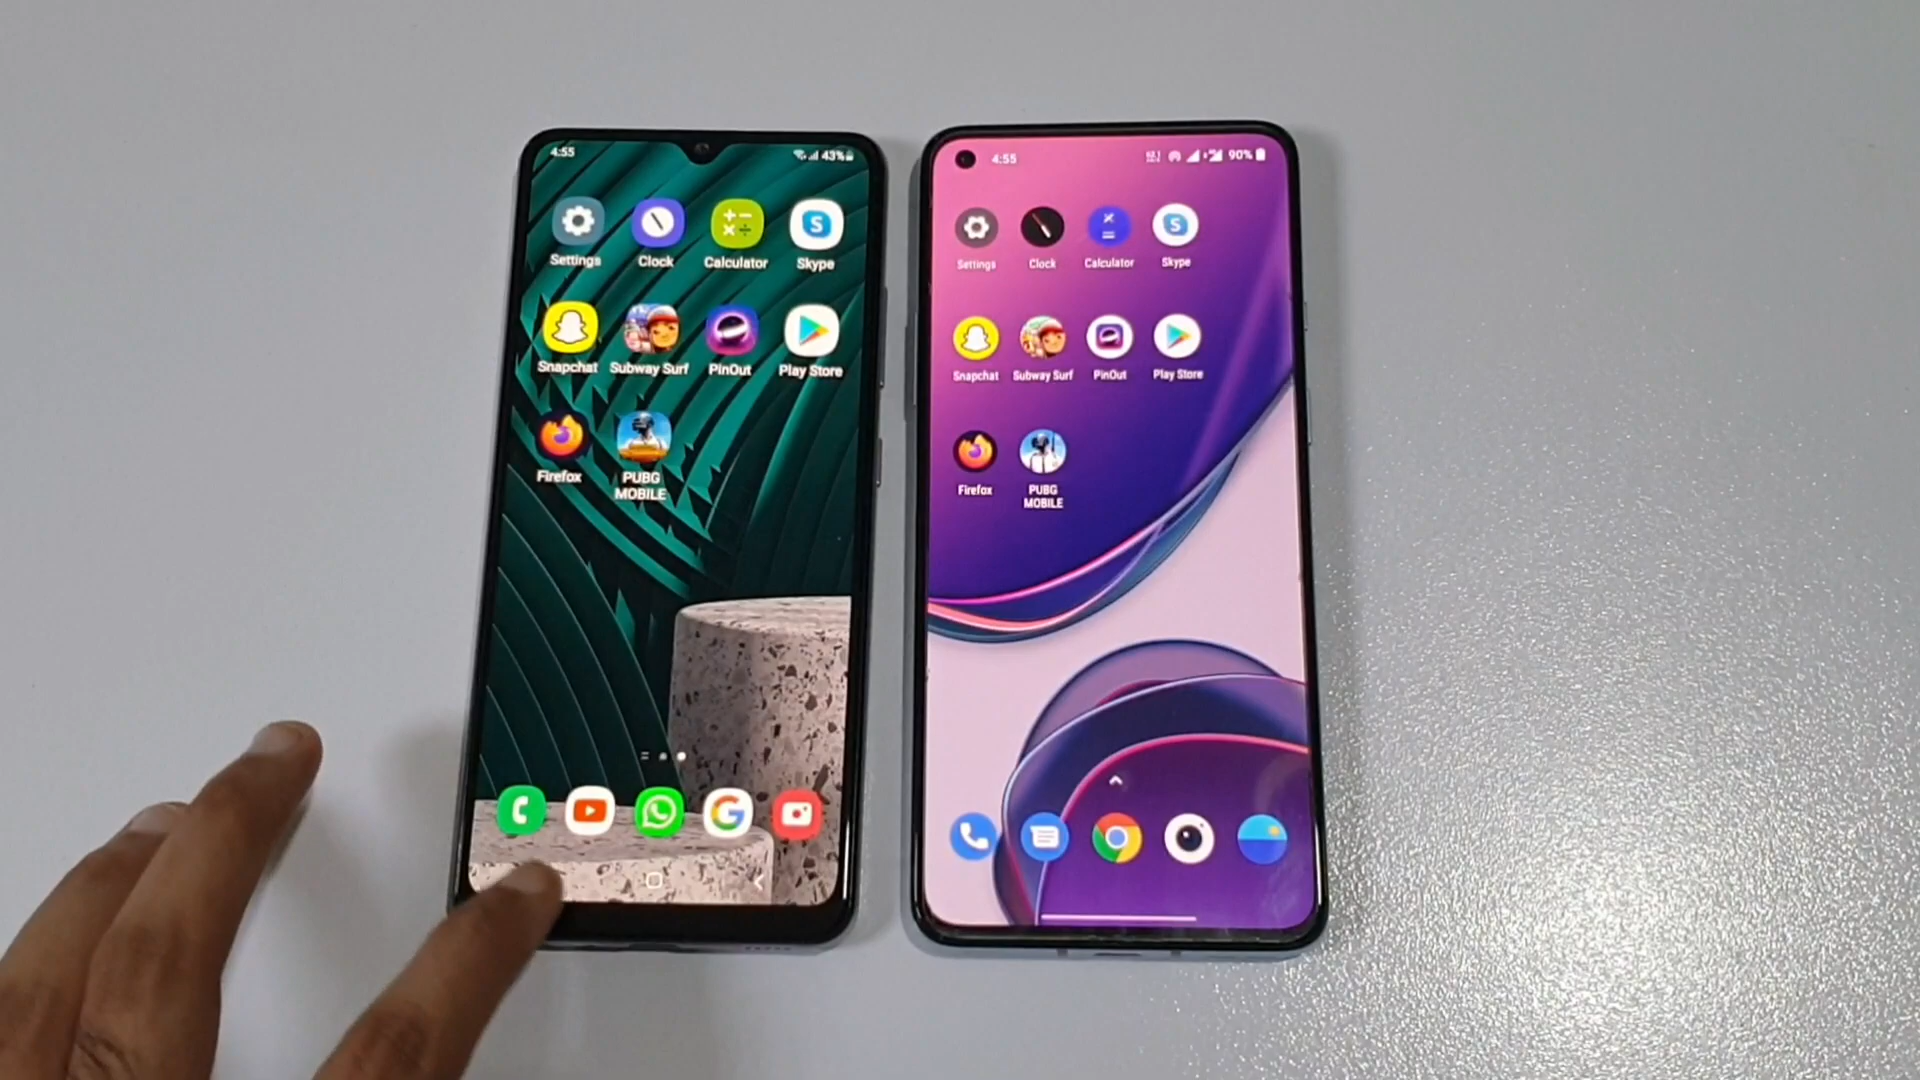 4:55 43%
Settings Clock Calculator Skype
Snapchat Subway Surf PinOut Play Store
Firefox PUBG
MOBILE
4:55 90%
Settings Clock Calculator Skype
Snapchat Subway Surf PinOut Play Store
Firefox PUBG
MOBILE